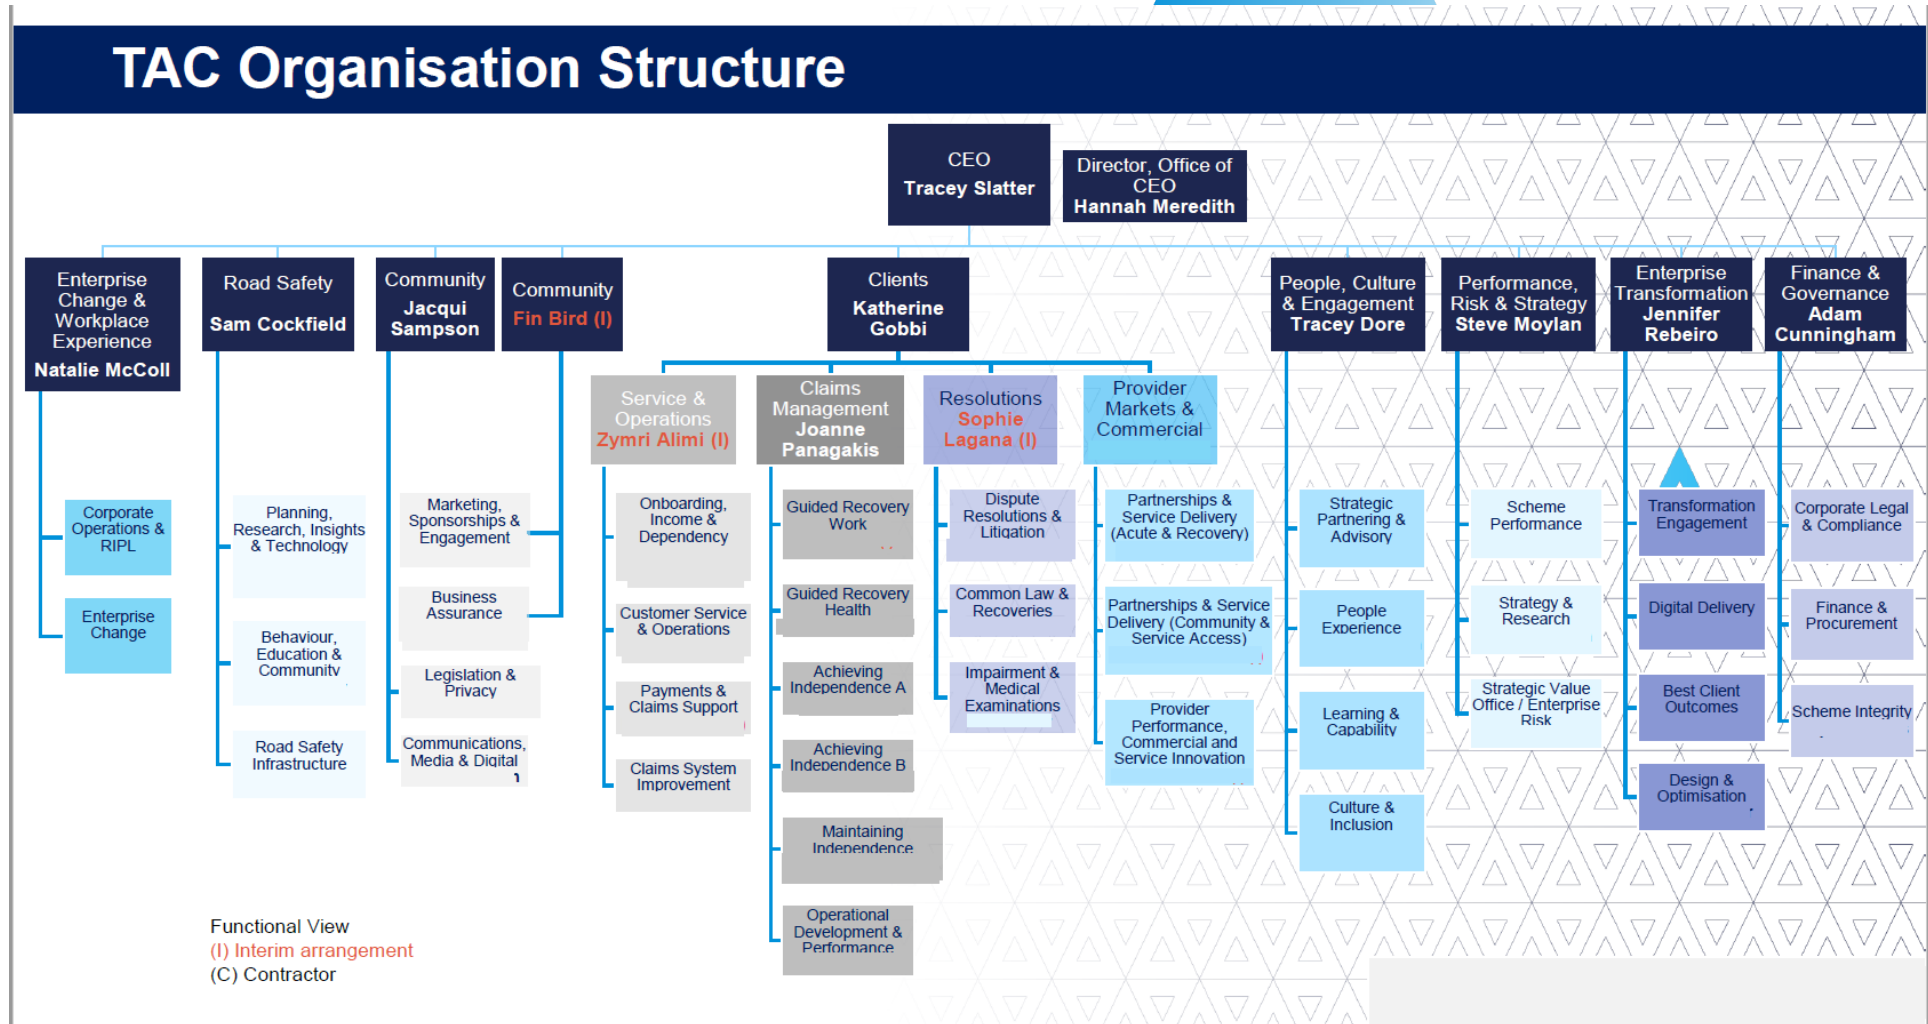 TAC Organisation Structure
CEO
Tracey Slatter
Director, Office of
CEO
Hannah Meredith
Enterprise
Change &
Workplace
Experience
Natalie McColl
Road Safety
Sam Cockfield
Community
Jacqui
Sampson
Community
Fin Bird (I)
Clients
Katherine
Gobbi
People, Culture
& Engagement
Tracey Dore
Performance,
Risk & Strategy
Steve Moylan
Enterprise
Transformation
Jennifer
Rebeiro
Finance &
Governance
Adam
Cunningham
Service &
Operations
Zymri Alimi (I)
Claims
Management
Joanne
Panagakis
Resolutions
Sophie
Lagana (I)
Provider
Markets &
Commercial
Corporate
Operations &
RIPL
Enterprise
Change
Planning,
Research, Insights
& Technology
Behaviour,
Education &
Community
Road Safety
Infrastructure
Marketing,
Sponsorships &
Engagement
Business
Assurance
Legislation &
Privacy
Communications,
Media & Digital
Onboarding,
Income &
Dependency
Customer Service
& Operations
Payments &
Claims Support
Claims System
Improvement
Guided Recovery
Work
Guided Recovery
Health
Achieving
Independence A
Achieving
Independence B
Maintaining
Independence
Operational
Development &
Performance
Dispute
Resolutions &
Litigation
Common Law &
Recoveries
Impairment &
Medical
Examinations
Partnerships &
Service Delivery
(Acute & Recovery)
Partnerships & Service
Delivery (Community &
Service Access)
Provider
Performance,
Commercial and
Service Innovation
Strategic
Partnering &
Advisory
People
Experience
Learning &
Capability
Culture &
Inclusion
Scheme
Performance
Strategy &
Research
Strategic Value
Office / Enterprise
Risk
Transformation
Engagement
Digital Delivery
Best Client
Outcomes
Design &
Optimisation
Corporate Legal
& Compliance
Finance &
Procurement
Scheme Integrity
Functional View
(I) Interim arrangement
(C) Contractor